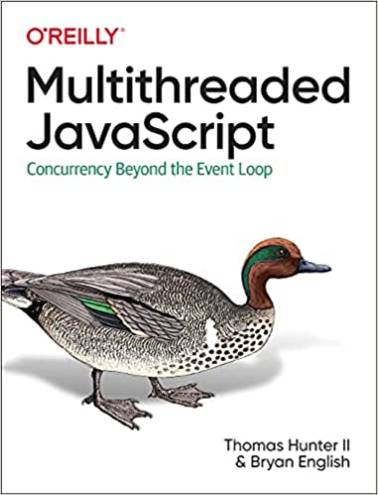 O'REILLY®
Multithreaded
JavaScript
Concurrency Beyond the Event Loop
Thomas Hunter II
& Bryan English